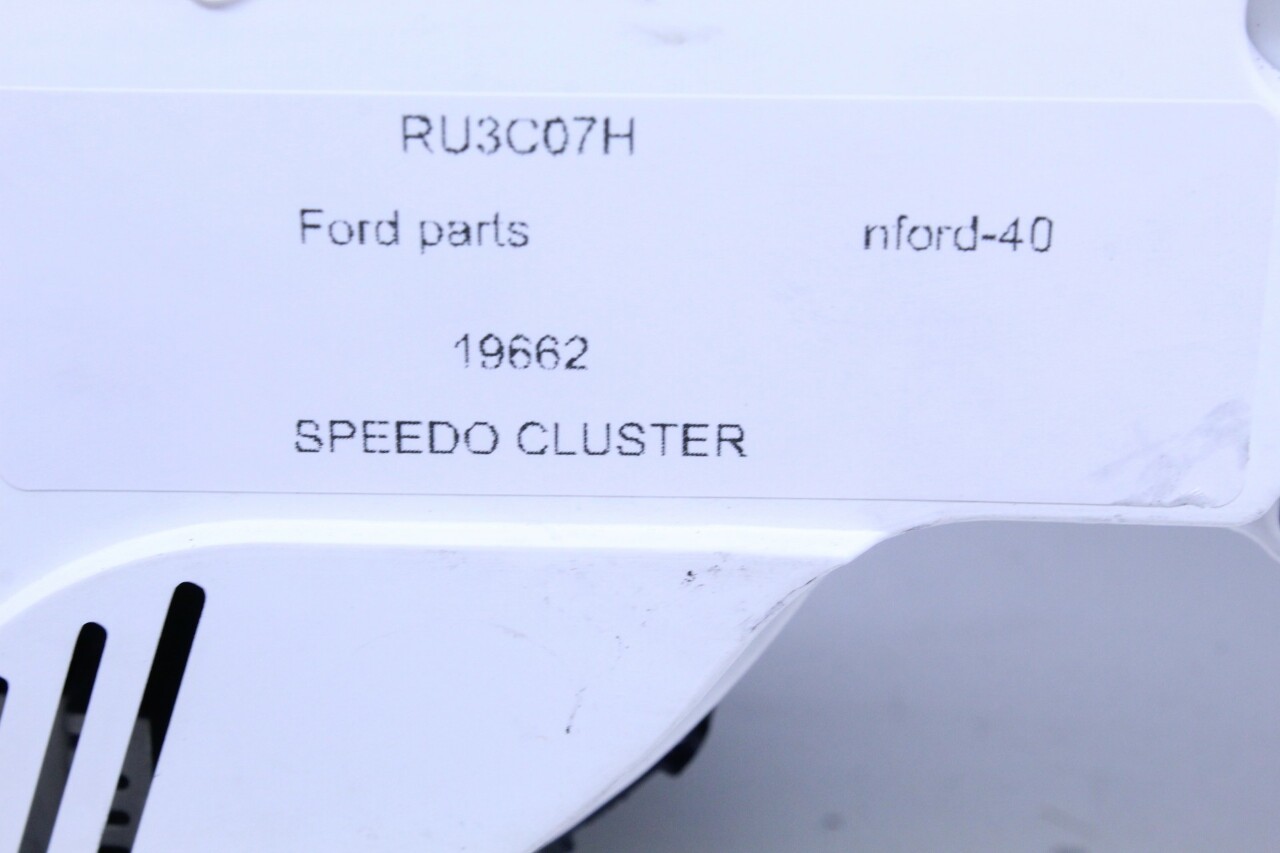 RU3C07H
Ford parts nford-40
19662
SPEEDO CLUSTER